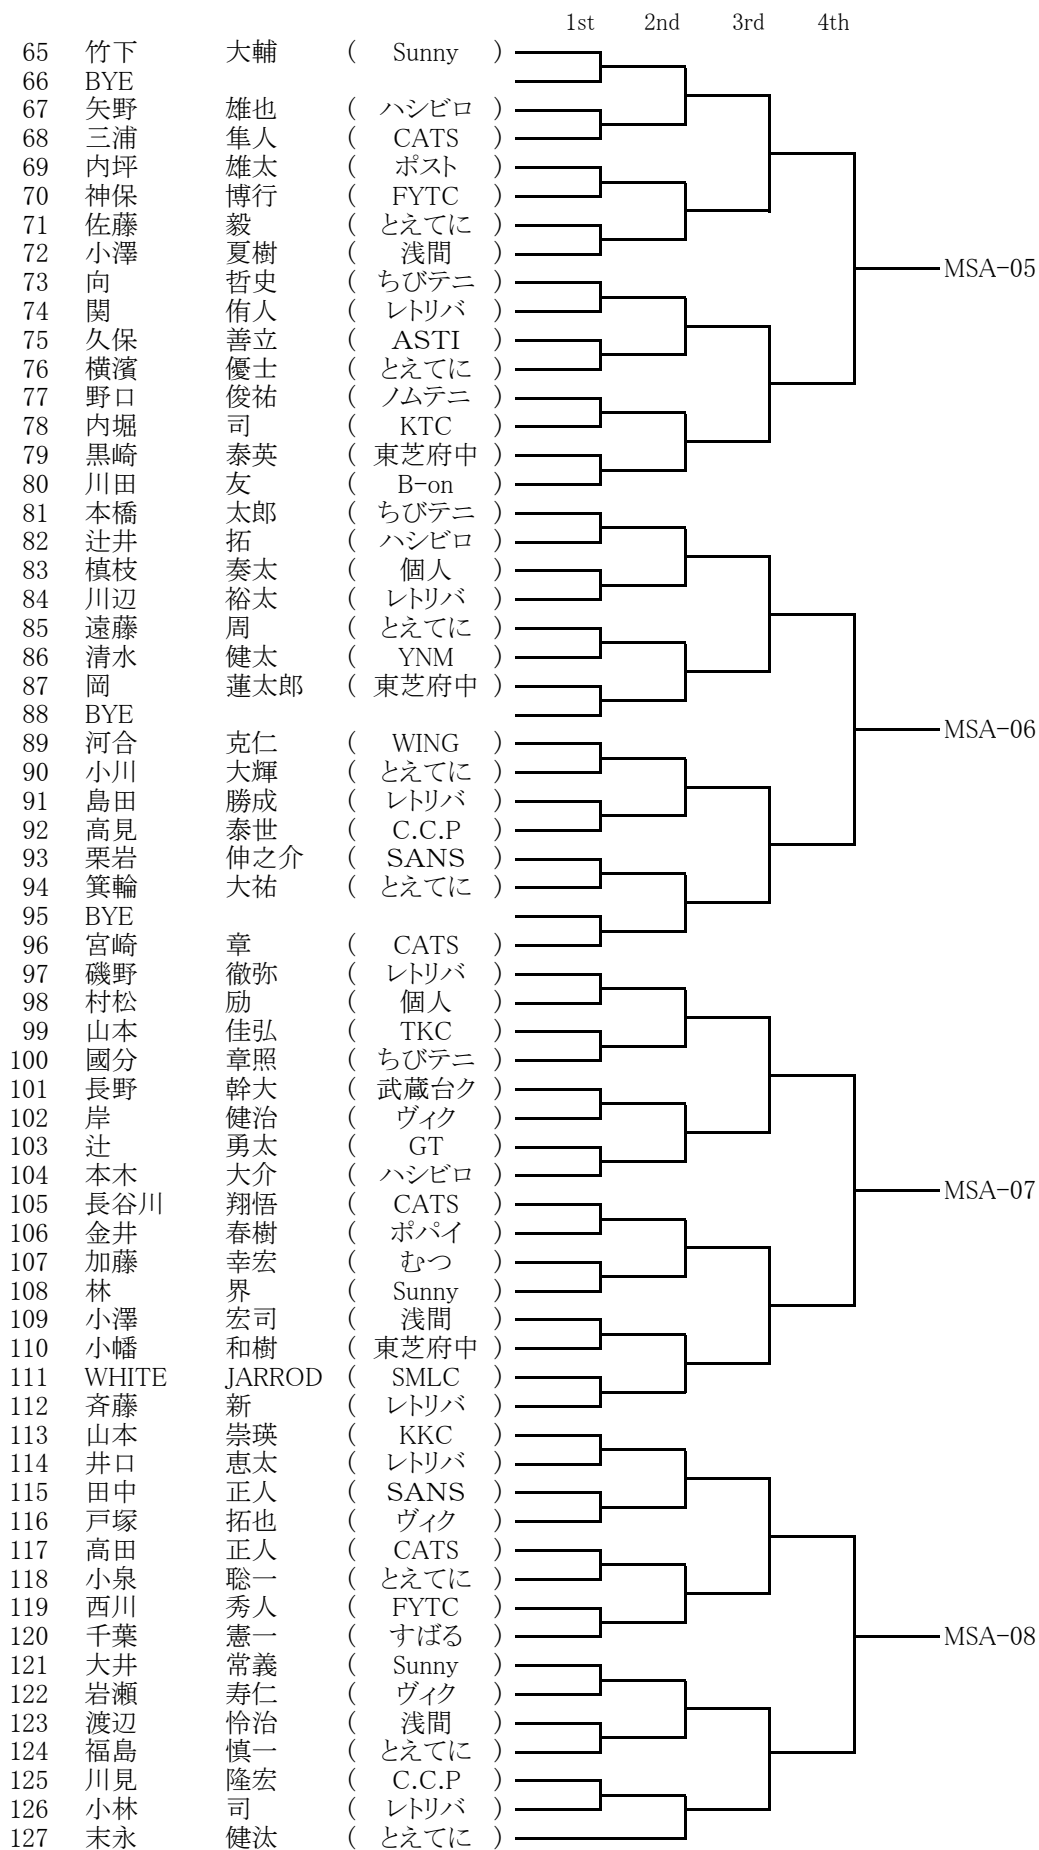 1st 2nd 3rd 4th
65 竹下 大輔 ( Sunny )
66 BYE
67 矢野 雄也 ( ハシビロ )
68 三浦 隼人 ( CATS )
69 内坪 雄太 ( ポスト )
70 神保 博行 ( FYTC )
71 佐藤 毅 ( とえてに )
72 小澤 夏樹 ( 浅間 )
MSA-05
73 向 哲史 ( ちびテニ )
74 関 侑人 ( レトリバ )
75 久保 善立 ( ASTI )
76 横濱 優士 ( とえてに )
77 野口 俊祐 ( ノムテニ )
78 内堀 司 ( KTC )
79 黒崎 泰英 ( 東芝府中 )
80 川田 友 ( B-on )
81 本橋 太郎 ( ちびテニ )
82 辻井 拓 ( ハシビロ )
83 槙枝 奏太 ( 個人 )
84 川辺 裕太 ( レトリバ )
85 遠藤 周 ( とえてに )
86 清水 健太 ( YNM )
87 岡 蓮太郎 ( 東芝府中 )
88 BYE
MSA-06
89 河合 克仁 ( WING )
90 小川 大輝 ( とえてに )
91 島田 勝成 ( レトリバ )
92 高見 泰世 ( C.C.P )
93 栗岩 伸之介 ( SANS )
94 箕輪 大祐 ( とえてに )
95 BYE
96 宮崎 章 ( CATS )
97 磯野 徹弥 ( レトリバ )
98 村松 励 ( 個人 )
99 山本 佳弘 ( TKC )
100 國分 章照 ( ちびテニ )
101 長野 幹大 ( 武蔵台ク )
102 岸 健治 ( ヴィク )
103 辻 勇太 ( GT )
104 本木 大介 ( ハシビロ )
MSA-07
105 長谷川 翔悟 ( CATS )
106 金井 春樹 ( ポパイ )
107 加藤 幸宏 ( むつ )
108 林 界 ( Sunny )
109 小澤 宏司 ( 浅間 )
110 小幡 和樹 ( 東芝府中 )
111 WHITE JARROD ( SMLC )
112 斉藤 新 ( レトリバ )
113 山本 崇瑛 ( KKC )
114 井口 恵太 ( レトリバ )
115 田中 正人 ( SANS )
116 戸塚 拓也 ( ヴィク )
117 高田 正人 ( CATS )
118 小泉 聡一 ( とえてに )
119 西川 秀人 ( FYTC )
120 千葉 憲一 ( すばる )
MSA-08
121 大井 常義 ( Sunny )
122 岩瀬 寿仁 ( ヴィク )
123 渡辺 怜治 ( 浅間 )
124 福島 慎一 ( とえてに )
125 川見 隆宏 ( C.C.P )
126 小林 司 ( レトリバ )
127 末永 健汰 ( とえてに )